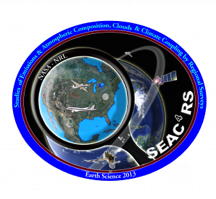 Studies of Emissions, & Atmospheric Composition, Clouds & Climate Coupling by Regional Surveys
NASA • NRL
SEAC4RS
Earth Science 2013